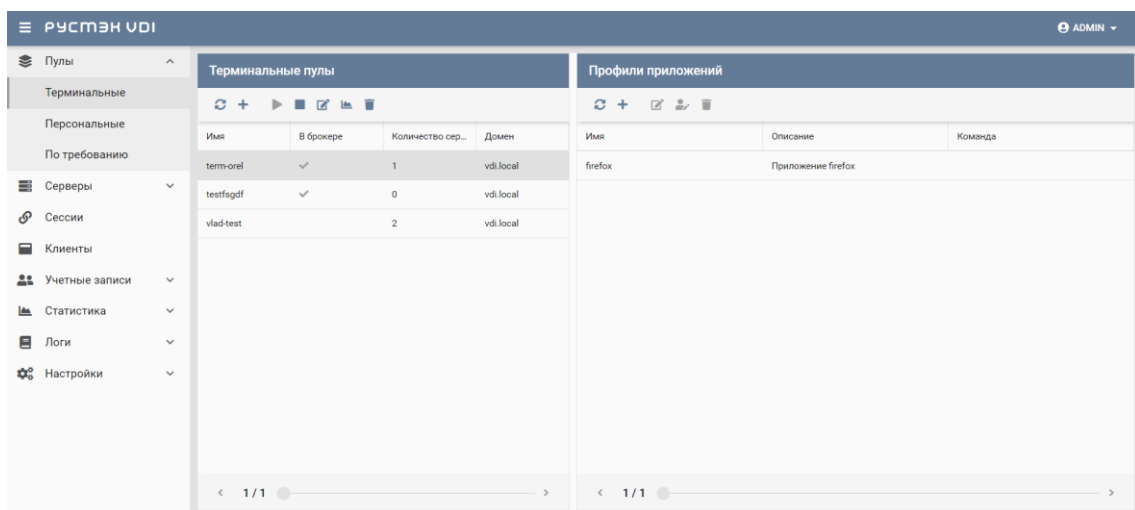 РУСТЭК VDI
ADMIN
Пулы
Терминальные
Персональные
По требованию
Серверы
Сессии
Клиенты
Учетные записи
Статистика
Логи
Настройки
Терминальные пулы
Имя В брокере Количество сер... Домен
term-orel 1 vdi.local
testfsgdf 0 vdi.local
vlad-test 2 vdi.local
1 / 1
Профили приложений
Имя Описание Команда
firefox Приложение firefox
1 / 1